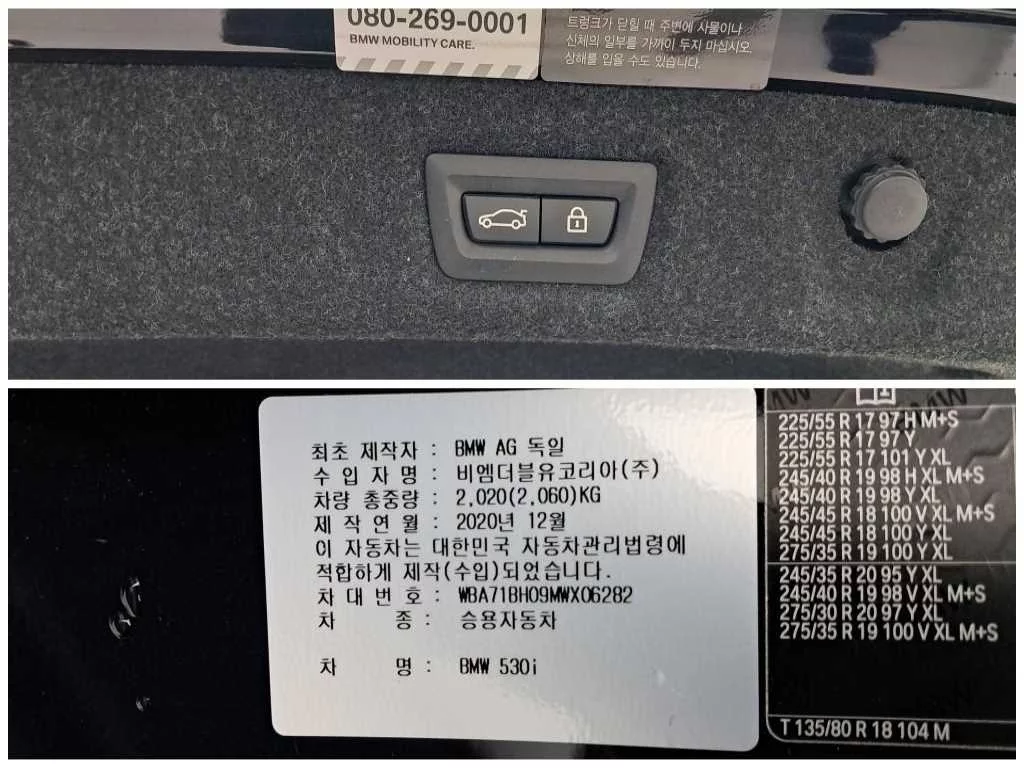 080-269-0001
BMW MOBILITY CARE.
트렁크가 닫힐 때 주변에 사물이나
신체의 일부를 가까이 두지 마십시오.
상해를 입을 수도 있습니다.
최초 제작자 : BMW AG 독일
수 입 자 명 : 비엠더블유코리아(주)
차량 총중량 : 2,020(2,060)KG
제 작 연 월 : 2020년 12월
이 자동차는 대한민국 자동차관리법령에
적합하게 제작(수입)되었습니다.
차 대 번 호 : WBA71BH09MWX06282
차 종 : 승용자동차
차 명 : BMW 530i
225/55 R 17 97 H M+S
225/55 R 17 97 Y
225/55 R 17 101 Y XL
245/40 R 19 98 H XL M+S
245/40 R 19 98 Y XL
245/45 R 18 100 V XL M+S
245/45 R 18 100 Y XL
275/35 R 19 100 Y XL
245/35 R 20 95 Y XL
245/40 R 19 98 V XL M+S
275/30 R 20 97 Y XL
275/35 R 19 100 V XL M+S
T 135/80 R 18 104 M